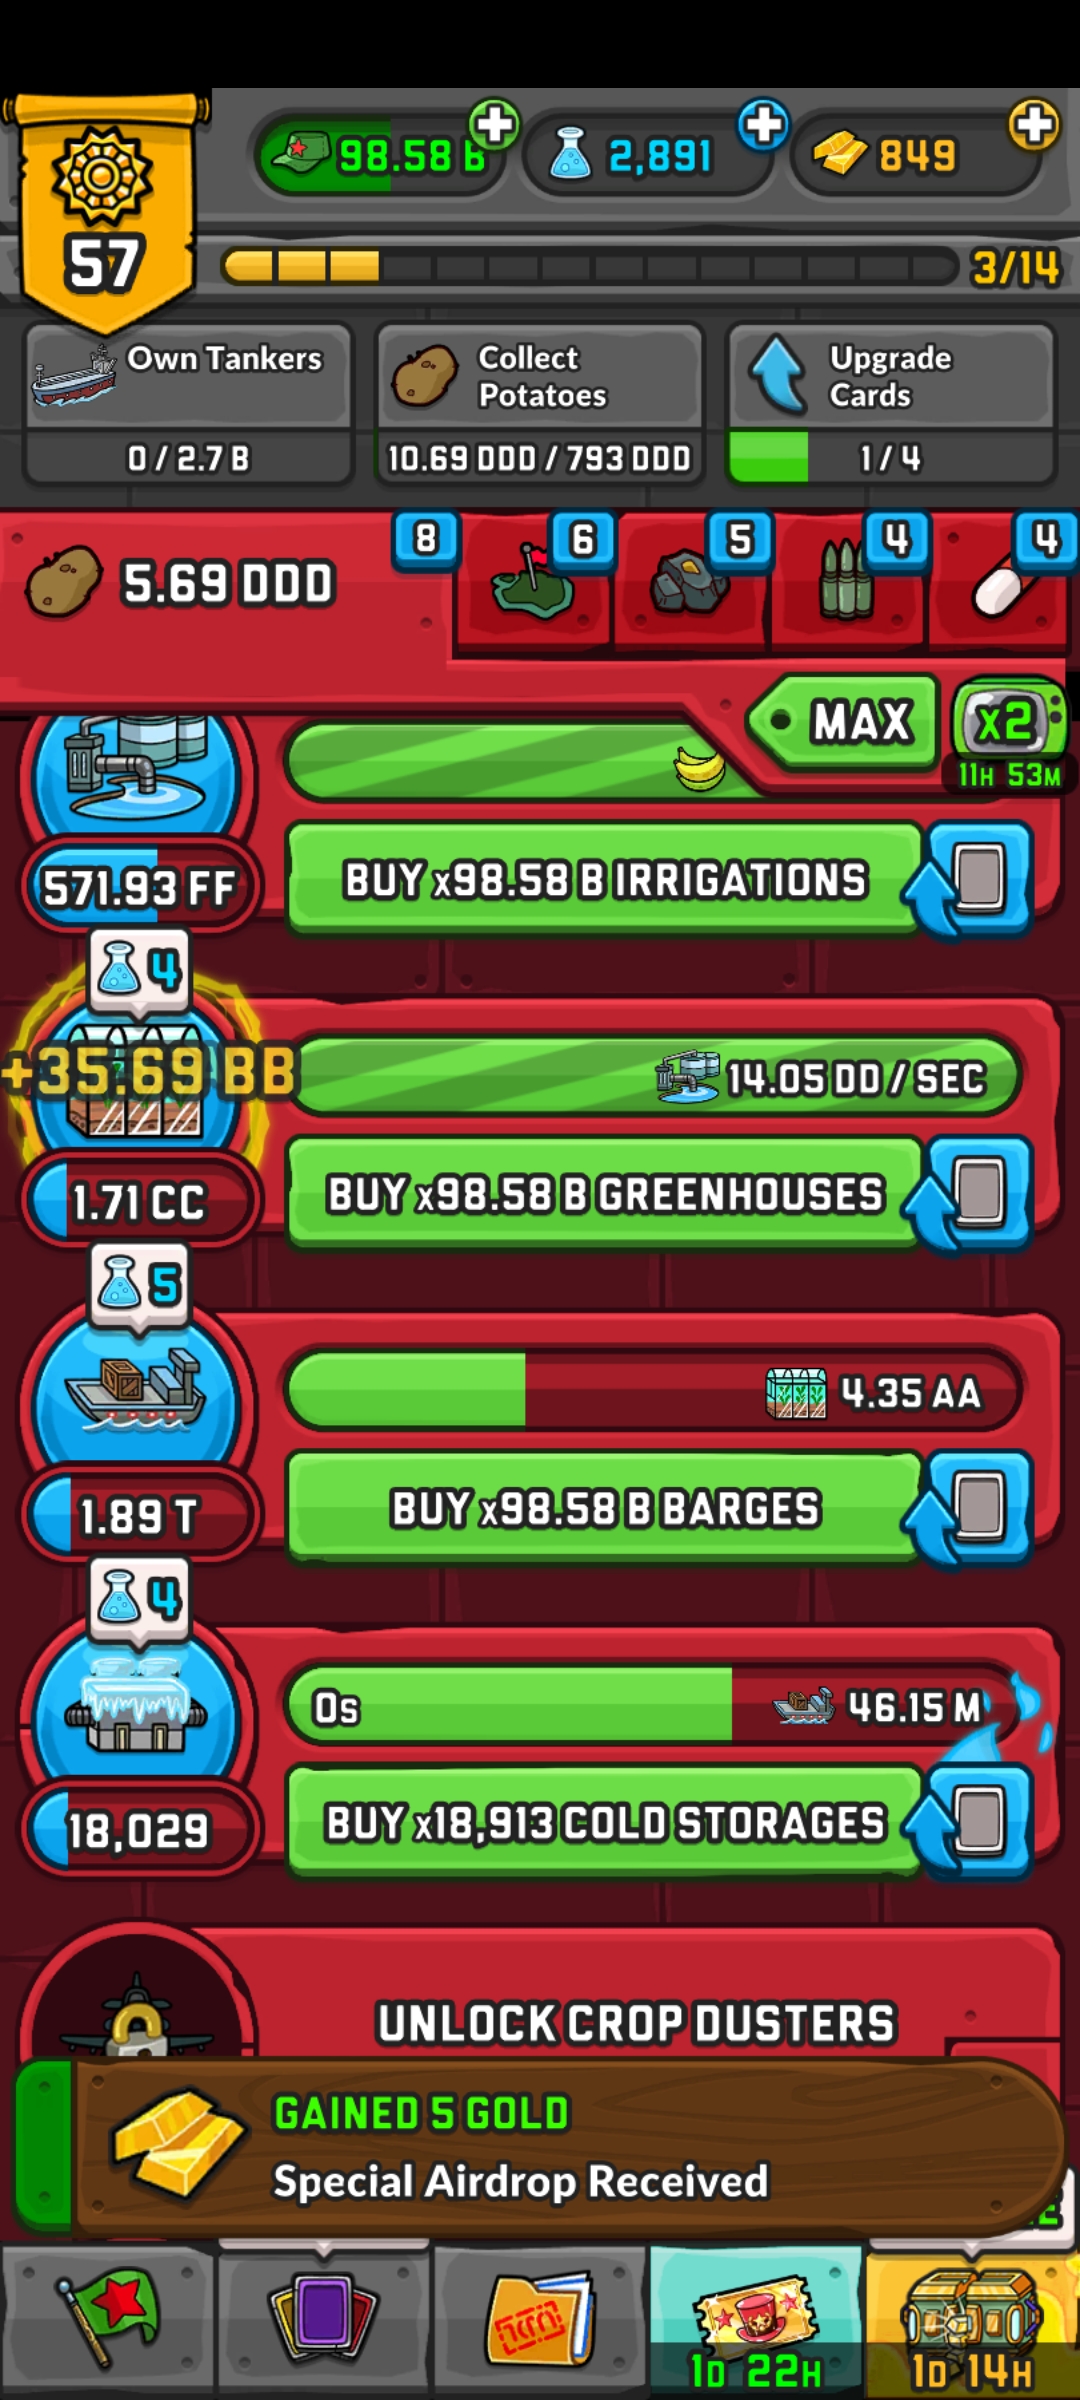 98.58 B
2,891
849
57
3/14
Own Tankers
0 / 2.7 B
Collect
Potatoes
10.69 DDD / 793 DDD
Upgrade
Cards
1 / 4
5.69 DDD
8
6
5
4
4
MAX
x2
11H 53M
571.93 FF
BUY x98.58 B IRRIGATIONS
4
+35.69 BB
14.05 DD / SEC
1.71 CC
BUY x98.58 B GREENHOUSES
5
4.35 AA
1.89 T
BUY x98.58 B BARGES
4
0s
46.15 M
18,029
BUY x18,913 COLD STORAGES
UNLOCK CROP DUSTERS
GAINED 5 GOLD
Special Airdrop Received
1D 22H
1D 14H